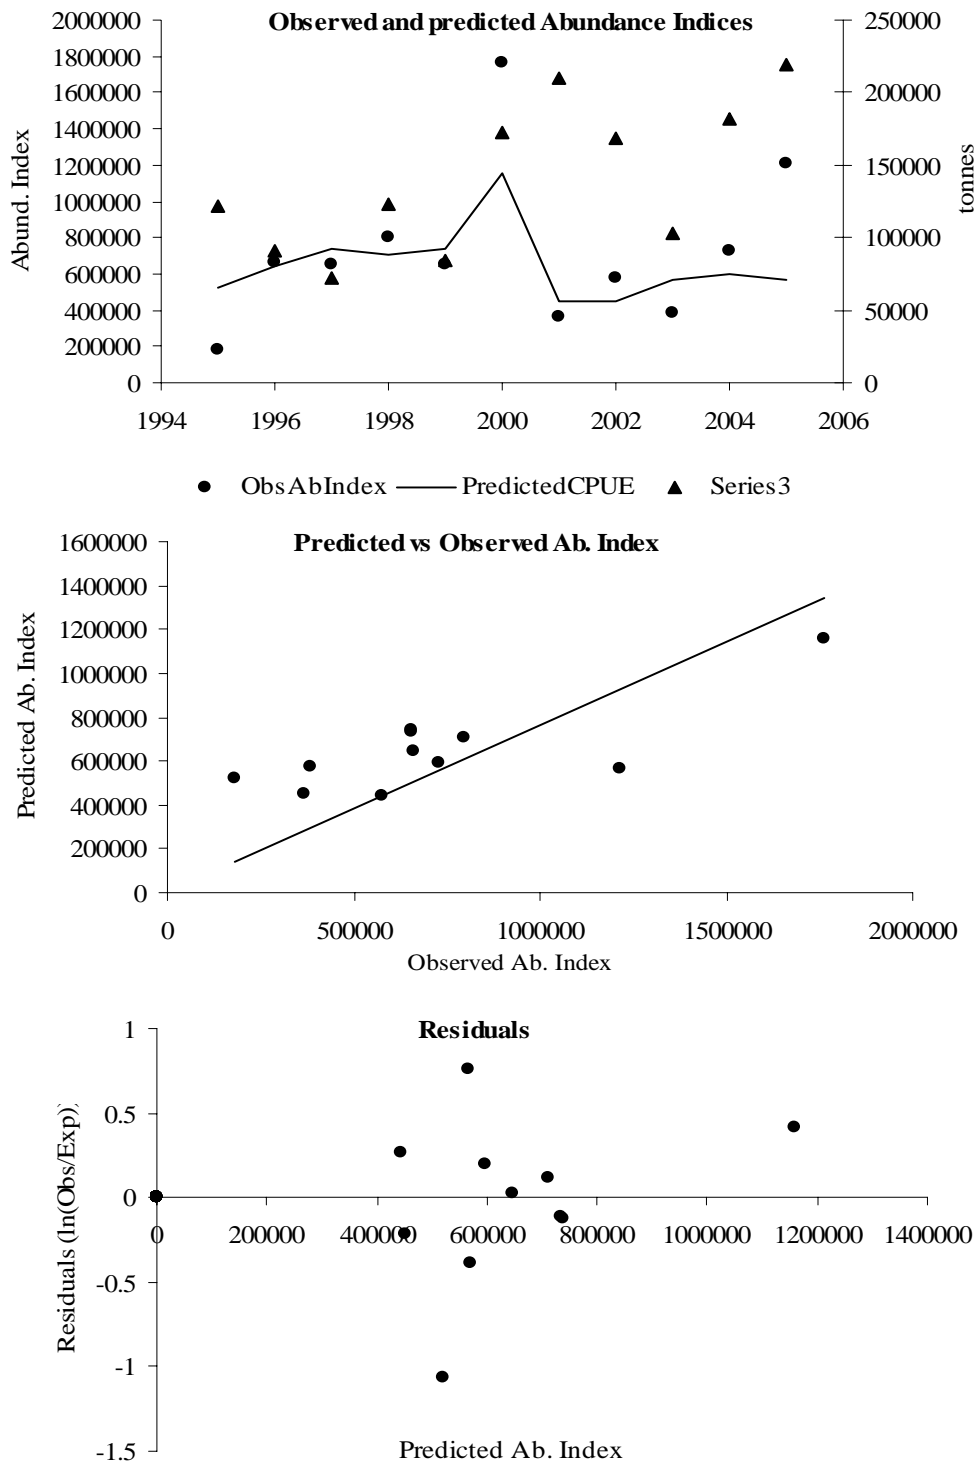 Observed and predicted Abundance Indices
2000000 250000
1800000
1600000 200000
1400000
1200000 150000
1000000
800000 100000
600000
400000 50000
200000
0 0
Abund. Index
tonnes
1994 1996 1998 2000 2002 2004 2006
ObsAbIndex PredictedCPUE Series3
Predicted vs Observed Ab. Index
1600000
1400000
1200000
1000000
800000
600000
400000
200000
0
Predicted Ab. Index
0 500000 1000000 1500000 2000000
Observed Ab. Index
Residuals
1
0.5
0
-0.5
-1
-1.5
Residuals (ln(Obs/Exp))
0 200000 400000 600000 800000 1000000 1200000 1400000
Predicted Ab. Index